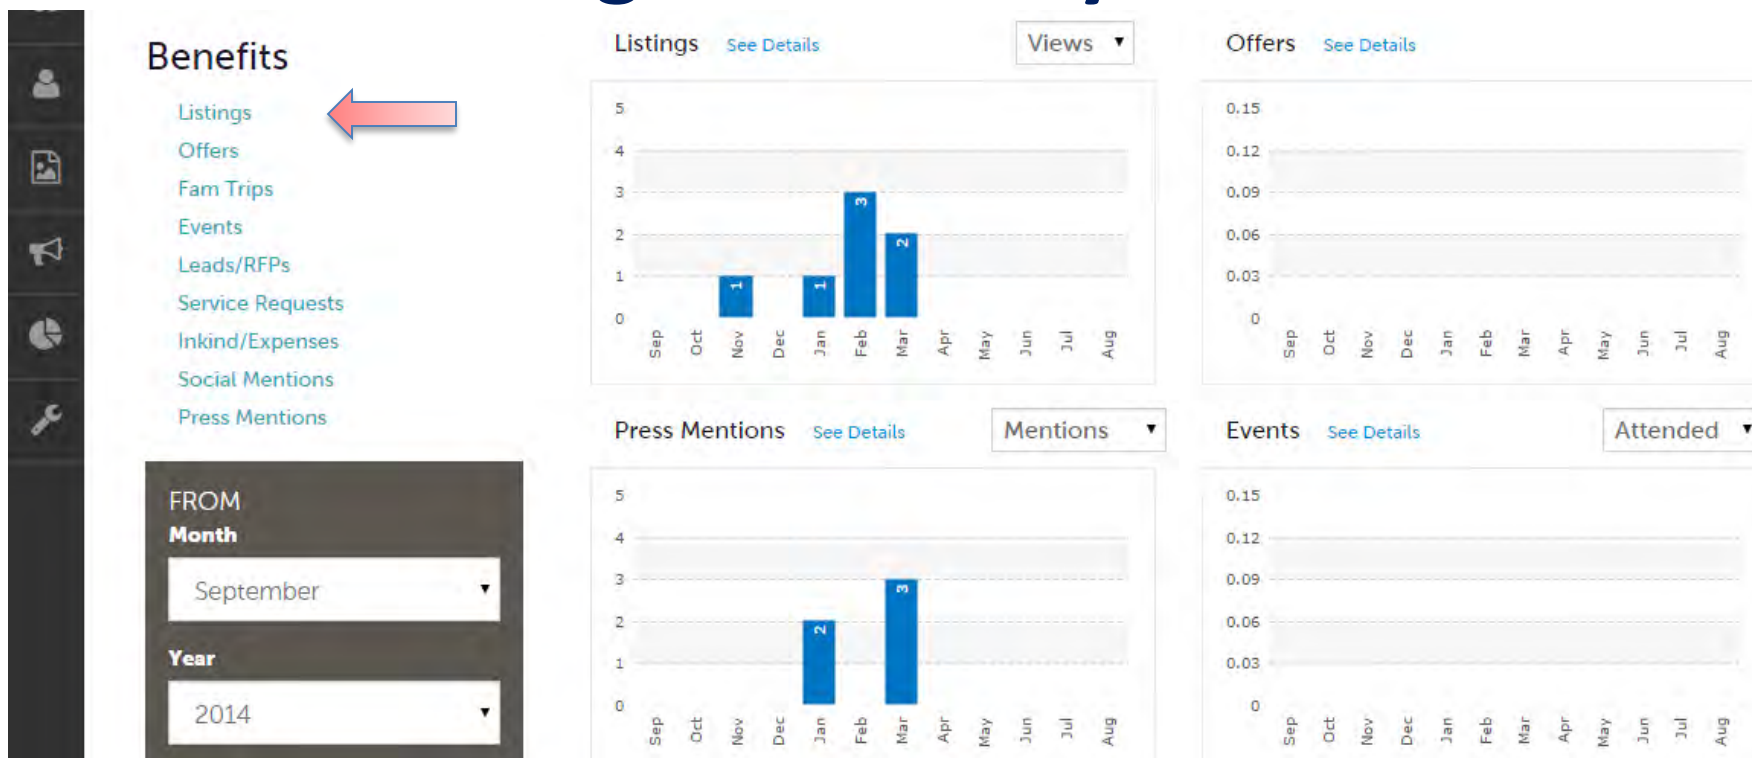 Benefits
Listings
Offers
Fam Trips
Events
Leads/RFPs
Service Requests
Inkind/Expenses
Social Mentions
Press Mentions
FROM
Month
September
Year
2014
Listings See Details Views
5
4
3
2
1
0
1
1
3
2
Sep Oct Nov Dec Jan Feb Mar Apr May Jun Jul Aug
Offers See Details
0.15
0.12
0.09
0.06
0.03
0
Sep Oct Nov Dec Jan Feb Mar Apr May Jun Jul Aug
Press Mentions See Details Mentions
5
4
3
2
1
0
2
3
Sep Oct Nov Dec Jan Feb Mar Apr May Jun Jul Aug
Events See Details Attended
0.15
0.12
0.09
0.06
0.03
0
Sep Oct Nov Dec Jan Feb Mar Apr May Jun Jul Aug